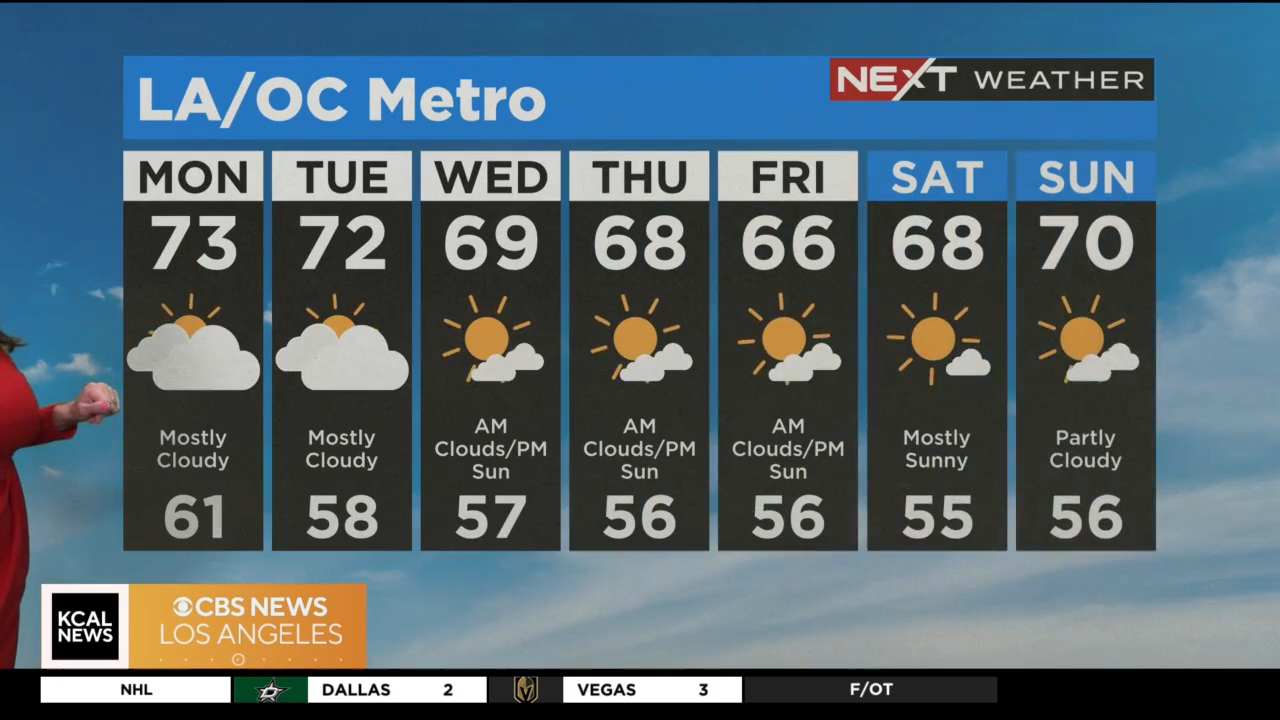 LA/OC Metro
NEXT WEATHER
MON
73
Mostly
Cloudy
61
TUE
72
Mostly
Cloudy
58
WED
69
AM
Clouds/PM
Sun
57
THU
68
AM
Clouds/PM
Sun
56
FRI
66
AM
Clouds/PM
Sun
56
SAT
68
Mostly
Sunny
55
SUN
70
Partly
Cloudy
56
KCAL
NEWS
CBS NEWS
LOS ANGELES
NHL DALLAS 2 VEGAS 3 F/OT